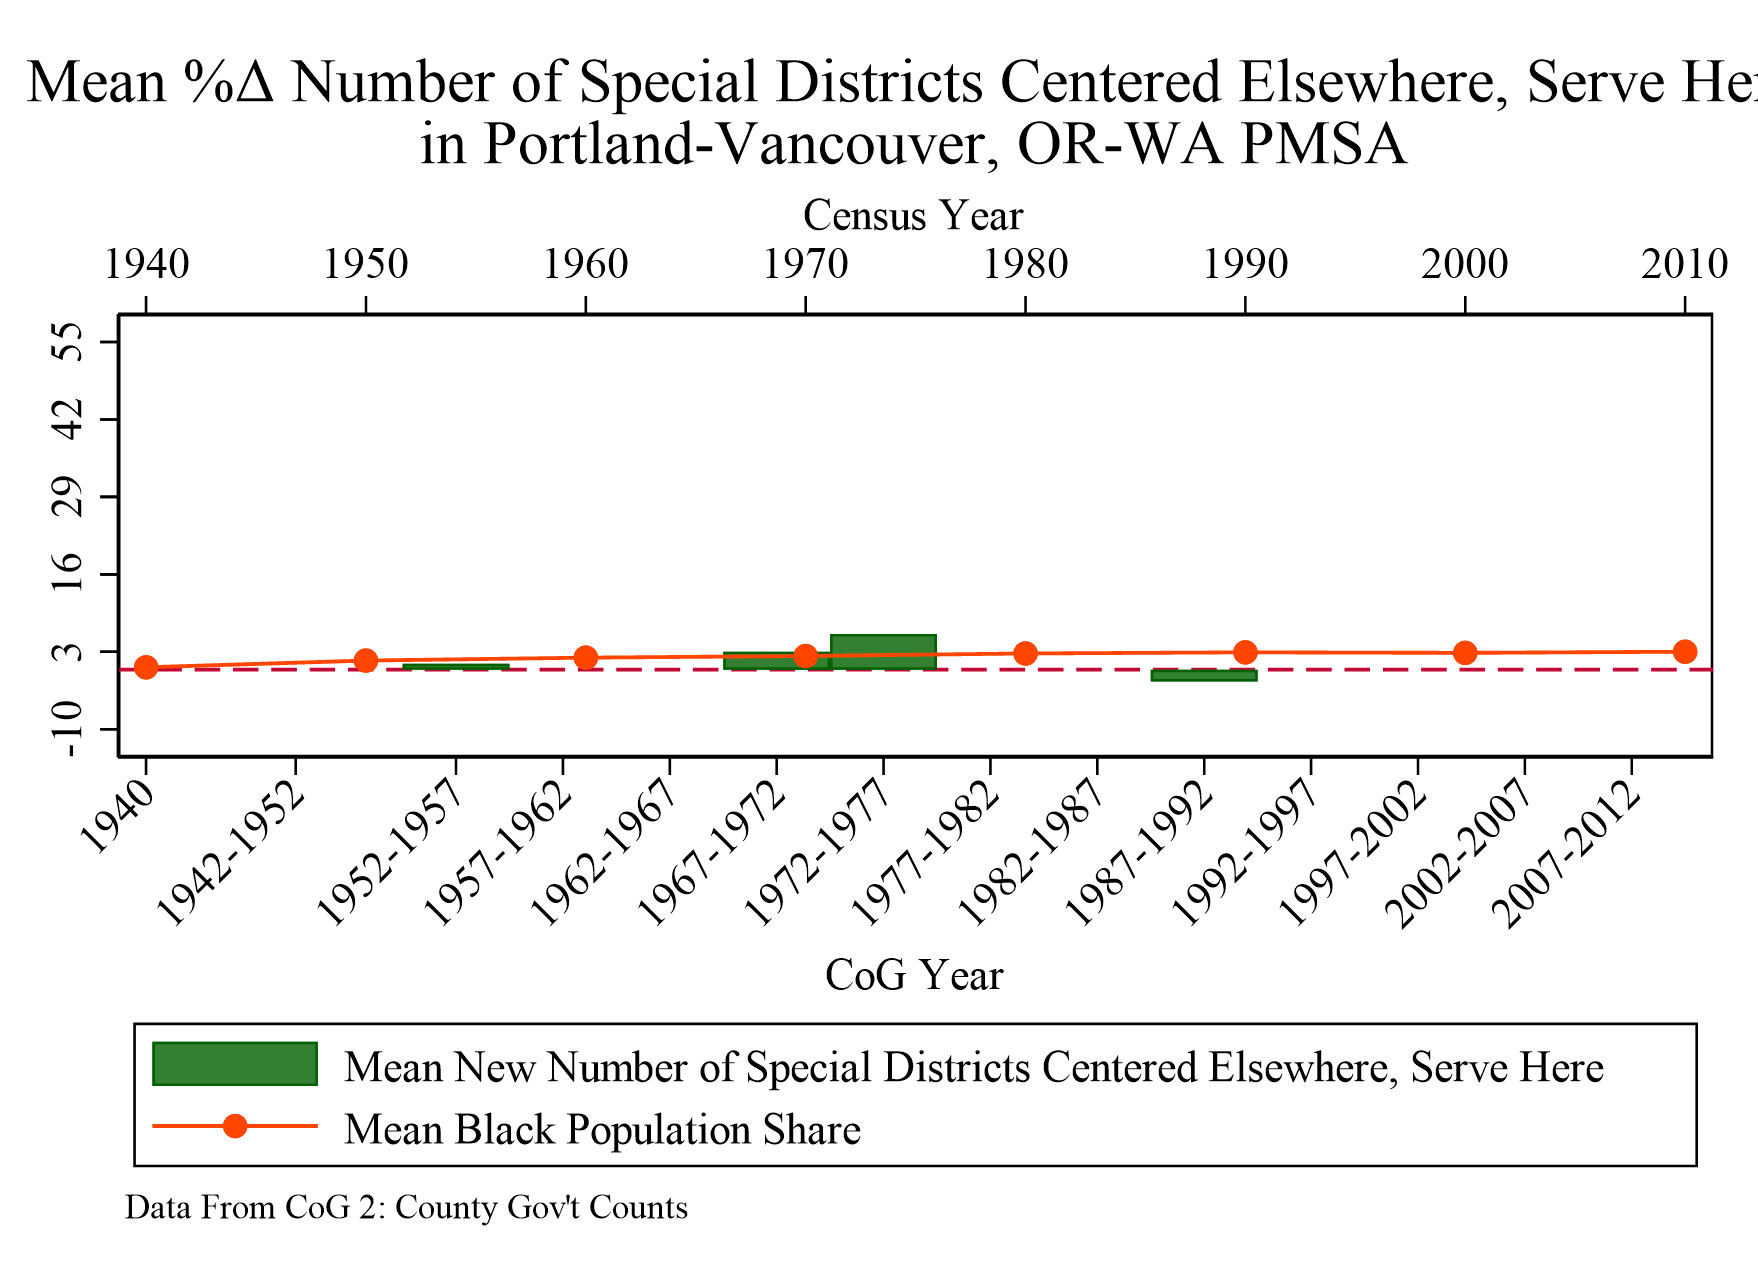 Mean %Δ Number of Special Districts Centered Elsewhere, Serve
in Portland-Vancouver, OR-WA PMSA
Census Year
1940 1950 1960 1970 1980 1990 2000 2010
55
42
29
16
3
-10
1940 1942-1952 1952-1957 1957-1962 1962-1967 1967-1972 1972-1977 1977-1982 1982-1987 1987-1992 1992-1997 1997-2002 2002-2007 2007-2012
CoG Year
Mean New Number of Special Districts Centered Elsewhere, Serve Here
Mean Black Population Share
Data From CoG 2: County Gov't Counts